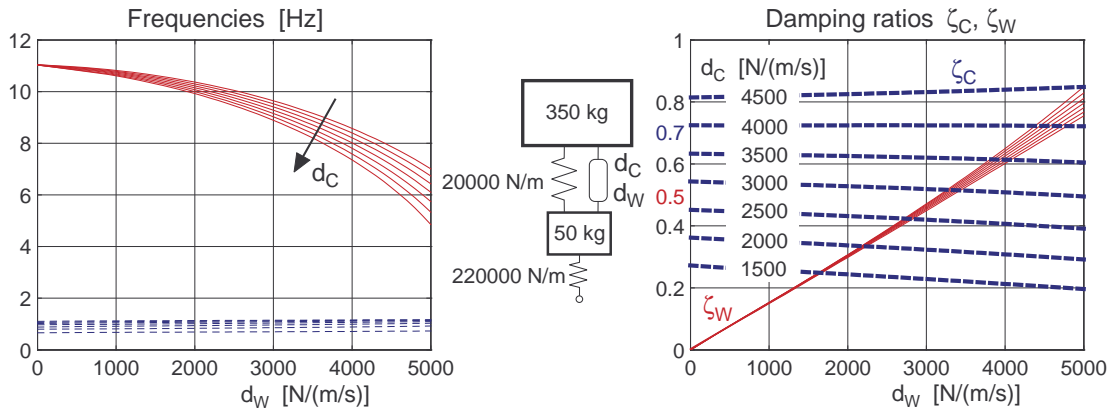 Frequencies [Hz]
12
10
8
6
4
2
0
d_C
0 1000 2000 3000 4000 5000
d_W [N/(m/s)]
350 kg
20000 N/m
d_C
d_W
50 kg
220000 N/m
Damping ratios ζ_C, ζ_W
1
0.8
0.7
0.6
0.5
0.4
0.2
0
d_C [N/(m/s)]
ζ_C
4500
4000
3500
3000
2500
2000
1500
ζ_W
0 1000 2000 3000 4000 5000
d_W [N/(m/s)]